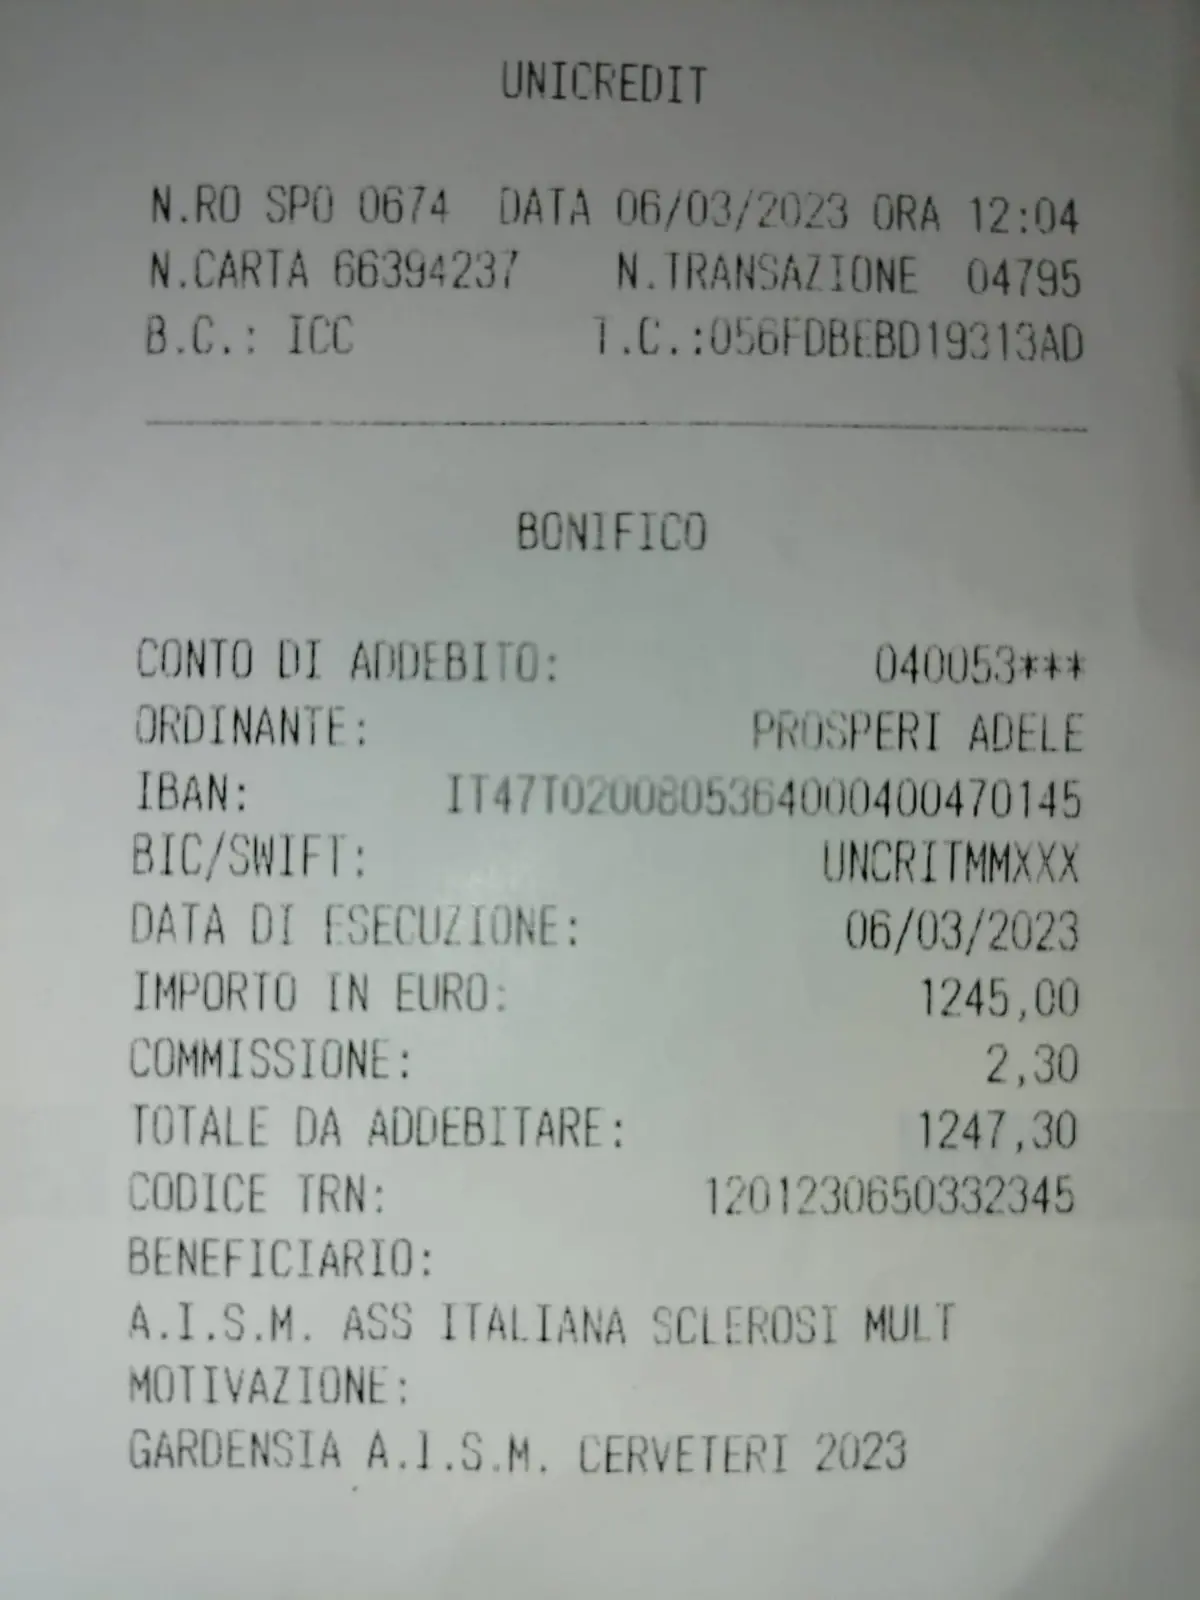 UNICREDIT
N.RO SPO 0674 DATA 06/03/2023 ORA 12:04
N.CARTA 66394237 N.TRANSAZIONE 04795
B.C.: ICC T.C.:056FDBEBD19313AD
BONIFICO
CONTO DI ADDEBITO: 040053***
ORDINANTE: PROSPERI ADELE
IBAN: IT47T0200805364000400470145
BIC/SWIFT: UNCRITMMXXX
DATA DI ESECUZIONE: 06/03/2023
IMPORTO IN EURO: 1245,00
COMMISSIONE: 2,30
TOTALE DA ADDEBITARE: 1247,30
CODICE TRN: 1201230650332345
BENEFICIARIO:
A.I.S.M. ASS ITALIANA SCLEROSI MULT
MOTIVAZIONE:
GARDENSIA A.I.S.M. CERVETERI 2023